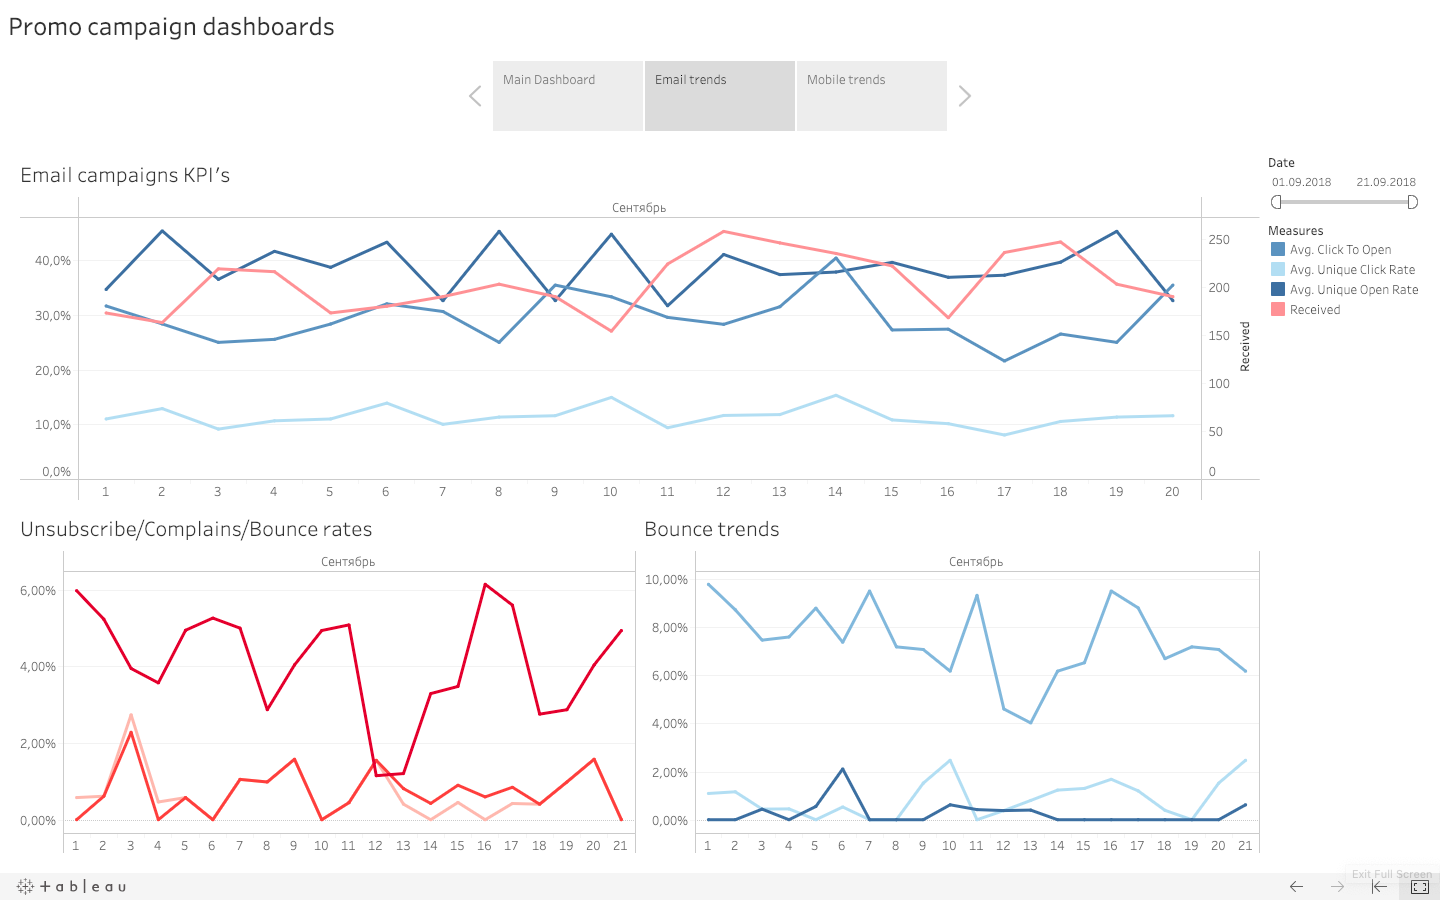 Promo campaign dashboards
Main Dashboard
Email trends
Mobile trends
Email campaigns KPI's
Сентябрь
40,0%
30,0%
20,0%
10,0%
0,0%
250
200
150
100
50
0
Received
1 2 3 4 5 6 7 8 9 10 11 12 13 14 15 16 17 18 19 20
Date
01.09.2018 21.09.2018
Measures
Avg. Click To Open
Avg. Unique Click Rate
Avg. Unique Open Rate
Received
Unsubscribe/Complains/Bounce rates
Сентябрь
6,00%
4,00%
2,00%
0,00%
1 2 3 4 5 6 7 8 9 10 11 12 13 14 15 16 17 18 19 20 21
Bounce trends
Сентябрь
10,00%
8,00%
6,00%
4,00%
2,00%
0,00%
1 2 3 4 5 6 7 8 9 10 11 12 13 14 15 16 17 18 19 20 21
+ableau
Exit Full Screen